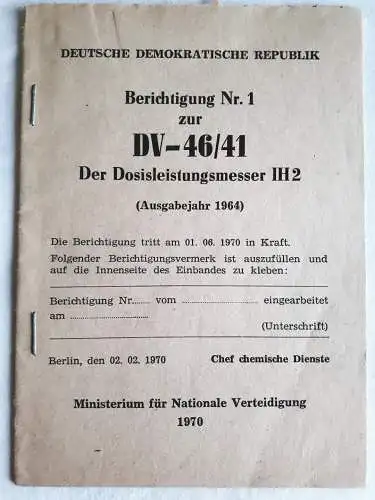 DEUTSCHE DEMOKRATISCHE REPUBLIK
Berichtigung Nr. 1
zur
DV-46/41
Der Dosisleistungsmesser IH2
(Ausgabejahr 1964)
Die Berichtigung tritt am 01. 06. 1970 in Kraft.
Folgender Berichtigungsvermerk ist auszufüllen und
auf die Innenseite des Einbandes zu kleben:
Berichtigung Nr....... vom .............................. eingearbeitet
am ..............................
(Unterschrift)
Berlin, den 02. 02. 1970 Chef chemische Dienste
Ministerium für Nationale Verteidigung
1970